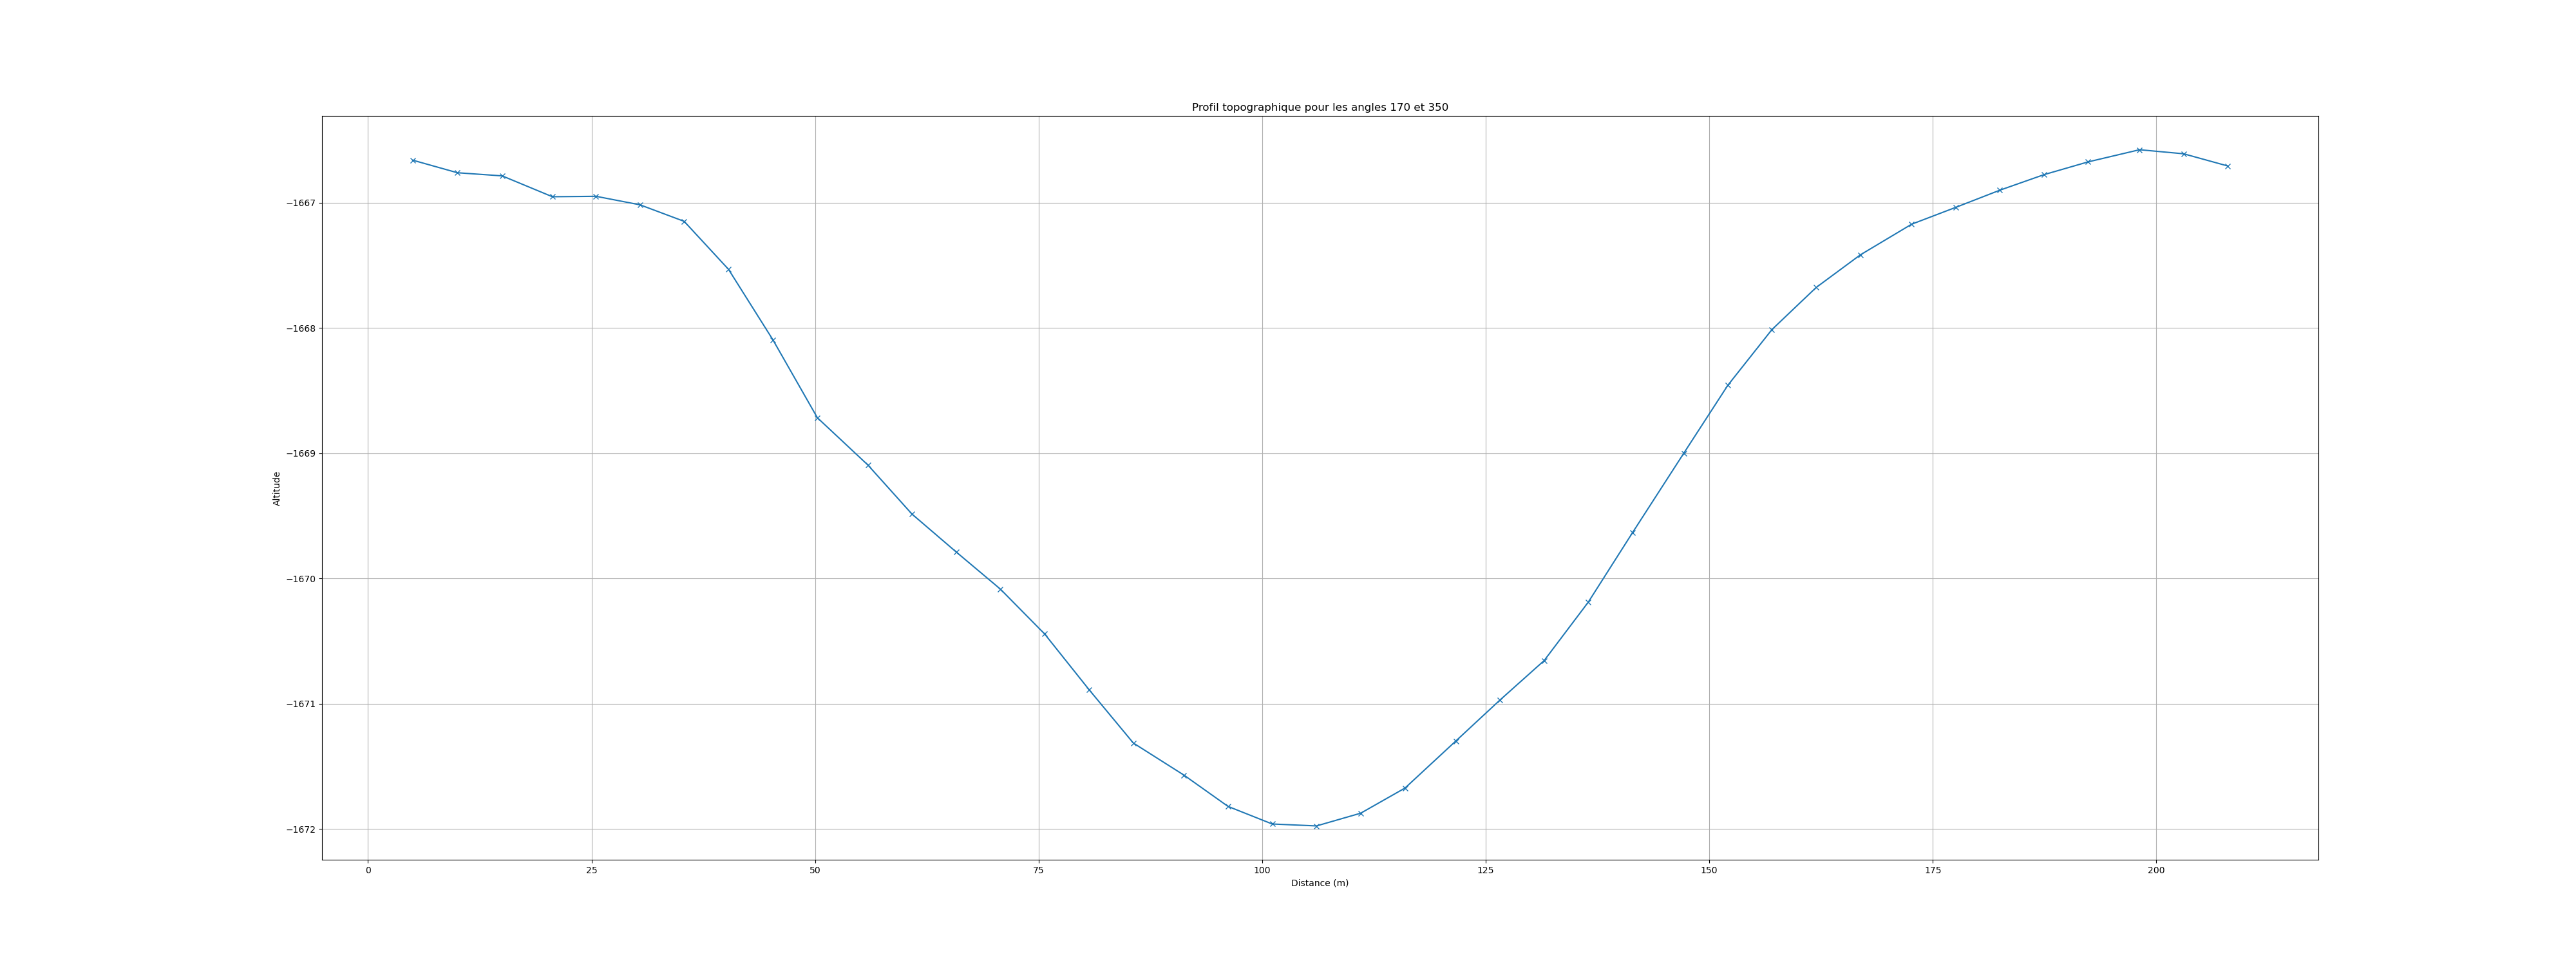 Profil topographique pour les angles 170 et 350
Altitude
−1667
−1668
−1669
−1670
−1671
−1672
0 25 50 75 100 125 150 175 200
Distance (m)